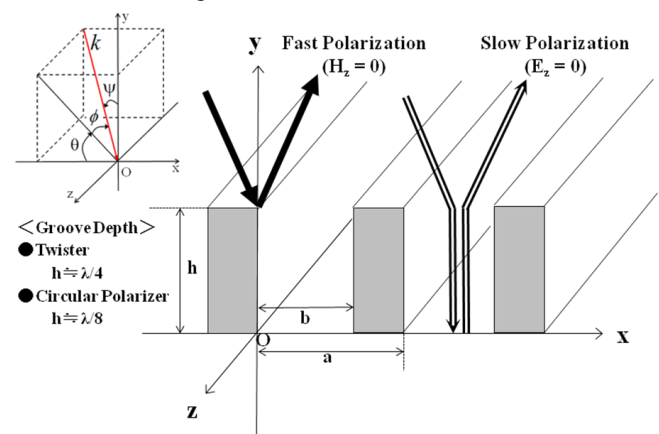 y
k
ψ
ϕ
θ
O
x
z
y
Fast Polarization
(Hz = 0)
Slow Polarization
(Ez = 0)
<Groove Depth>
●Twister
h≒λ/4
●Circular Polarizer
h≒λ/8
h
b
a
O
x
z